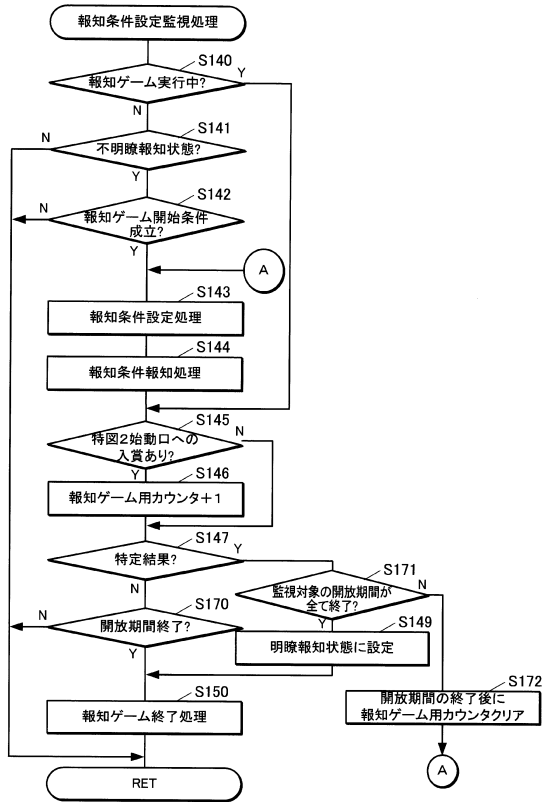 報知条件設定監視処理
S140
報知ゲーム実行中?
Y
N
S141
N
不明瞭報知状態?
Y
S142
N
報知ゲーム開始条件
成立?
Y
A
S143
報知条件設定処理
S144
報知条件報知処理
S145
特図2始動口への
入賞あり?
N
Y
S146
報知ゲーム用カウンタ+1
S147
特定結果?
Y
N
S171
監視対象の開放期間が
全て終了?
N
Y
S170
N
開放期間終了?
Y
S149
明瞭報知状態に設定
S172
開放期間の終了後に
報知ゲーム用カウンタクリア
S150
報知ゲーム終了処理
A
RET